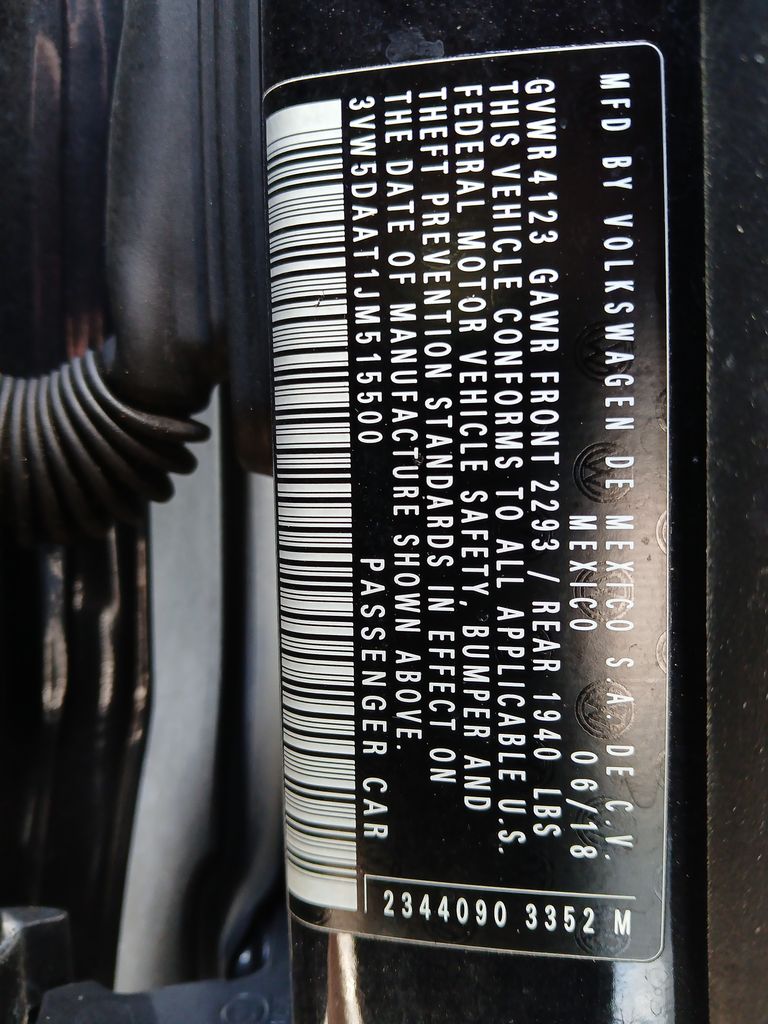 MFD BY VOLKSWAGEN DE MEXICO S.A. DE C.V.
MEXICO 06/18
GVWR 4123 GAWR FRONT 2293 / REAR 1940 LBS
THIS VEHICLE CONFORMS TO ALL APPLICABLE U.S.
FEDERAL MOTOR VEHICLE SAFETY, BUMPER AND
THEFT PREVENTION STANDARDS IN EFFECT ON
THE DATE OF MANUFACTURE SHOWN ABOVE.
3VW5DAAT1JM515500 PASSENGER CAR
2344090 3352 M